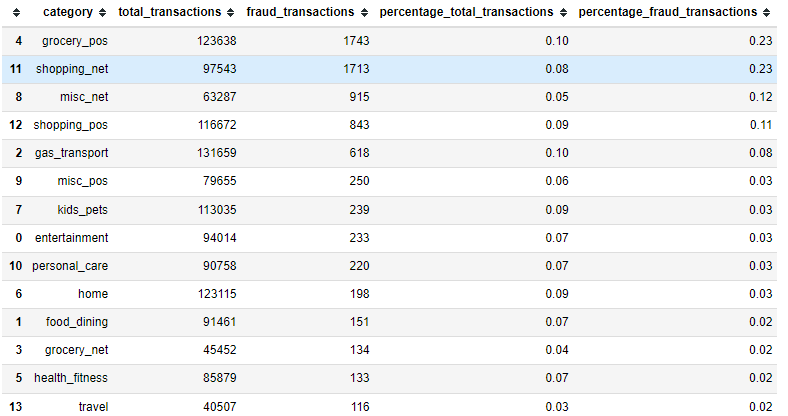 category total_transactions fraud_transactions percentage_total_transactions percentage_fraud_transactions
4 grocery_pos 123638 1743 0.10 0.23
11 shopping_net 97543 1713 0.08 0.23
8 misc_net 63287 915 0.05 0.12
12 shopping_pos 116672 843 0.09 0.11
2 gas_transport 131659 618 0.10 0.08
9 misc_pos 79655 250 0.06 0.03
7 kids_pets 113035 239 0.09 0.03
0 entertainment 94014 233 0.07 0.03
10 personal_care 90758 220 0.07 0.03
6 home 123115 198 0.09 0.03
1 food_dining 91461 151 0.07 0.02
3 grocery_net 45452 134 0.04 0.02
5 health_fitness 85879 133 0.07 0.02
13 travel 40507 116 0.03 0.02